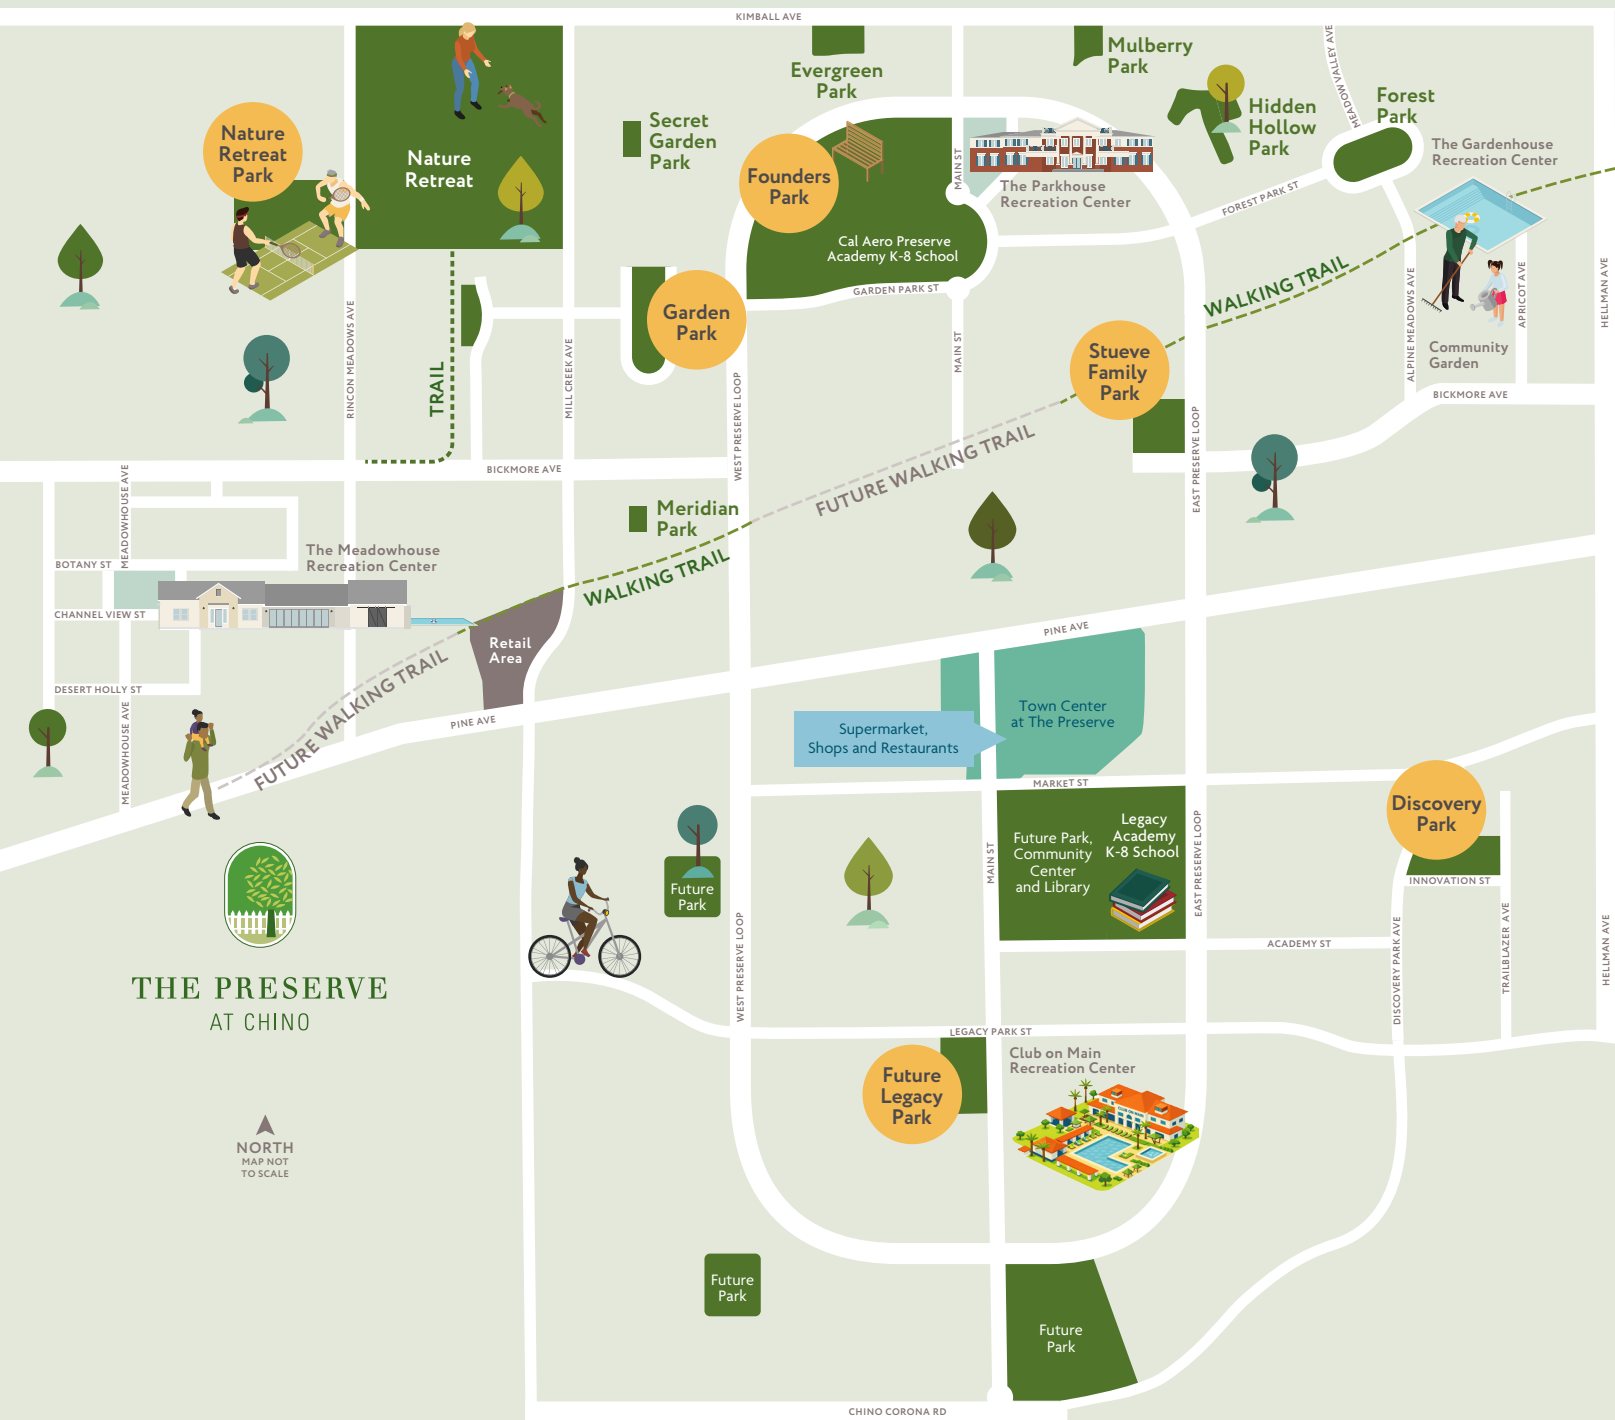 KIMBALL AVE
Evergreen
Park
Mulberry
Park
MEADOW VALLEY AVE
Forest
Park
Hidden
Hollow
Park
The Gardenhouse
Recreation Center
Nature
Retreat
Park
Nature
Retreat
Secret
Garden
Park
Founders
Park
MAIN ST
The Parkhouse
Recreation Center
FOREST PARK ST
Cal Aero Preserve
Academy K-8 School
GARDEN PARK ST
WALKING TRAIL
HELLMAN AVE
APRICOT AVE
ALPINE MEADOWS AVE
Community
Garden
BICKMORE AVE
Garden
Park
MAIN ST
Stueve
Family
Park
RINCON MEADOWS AVE
TRAIL
MILL CREEK AVE
WEST PRESERVE LOOP
EAST PRESERVE LOOP
FUTURE WALKING TRAIL
BICKMORE AVE
MEADOWHOUSE AVE
Meridian
Park
WALKING TRAIL
The Meadowhouse
Recreation Center
BOTANY ST
CHANNEL VIEW ST
Retail
Area
DESERT HOLLY ST
FUTURE WALKING TRAIL
MEADOWHOUSE AVE
PINE AVE
PINE AVE
Town Center
at The Preserve
Supermarket,
Shops and Restaurants
MARKET ST
Discovery
Park
INNOVATION ST
Legacy
Academy
K-8 School
Future Park,
Community
Center
and Library
MAIN ST
EAST PRESERVE LOOP
Future
Park
WEST PRESERVE LOOP
ACADEMY ST
DISCOVERY PARK AVE
TRAILBLAZER AVE
HELLMAN AVE
THE PRESERVE
AT CHINO
LEGACY PARK ST
Club on Main
Recreation Center
CLUB ON MAIN
Future
Legacy
Park
NORTH
MAP NOT
TO SCALE
Future
Park
Future
Park
CHINO CORONA RD